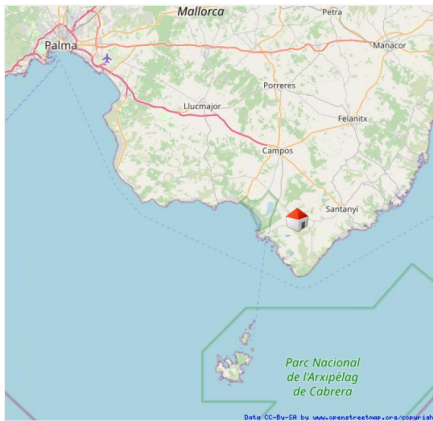 Mallorca
Petra
Palma
Manacor
Porreres
Llucmajor
Felanitx
Campos
Santanyí
Parc Nacional
de l'Arxipèlag
de Cabrera
Data CC-By-SA by www.openstreetmap.org/copyrigh